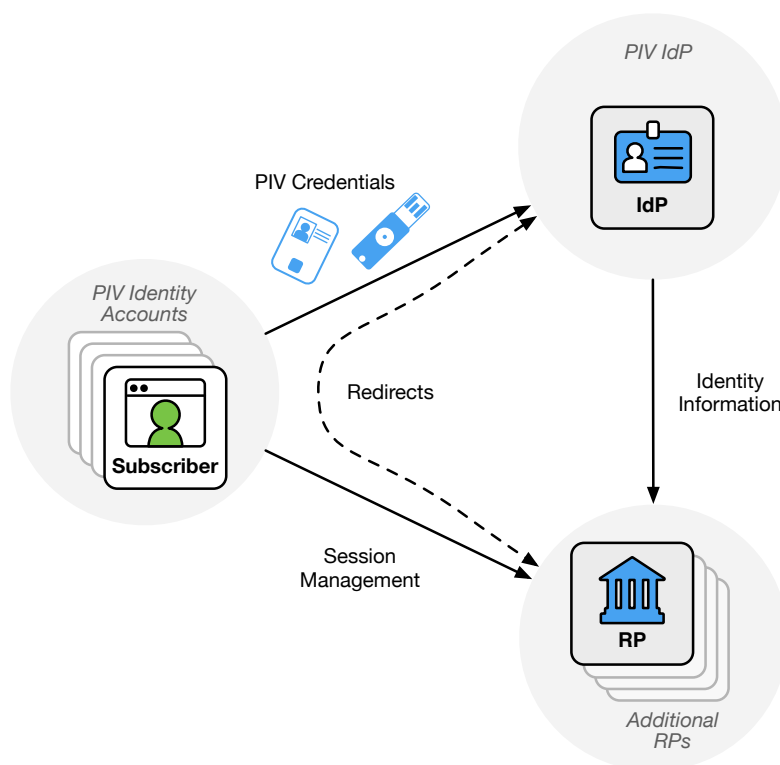 PIV IdP
IdP
PIV Credentials
PIV Identity
Accounts
Subscriber
Redirects
Identity
Information
Session
Management
RP
Additional
RPs